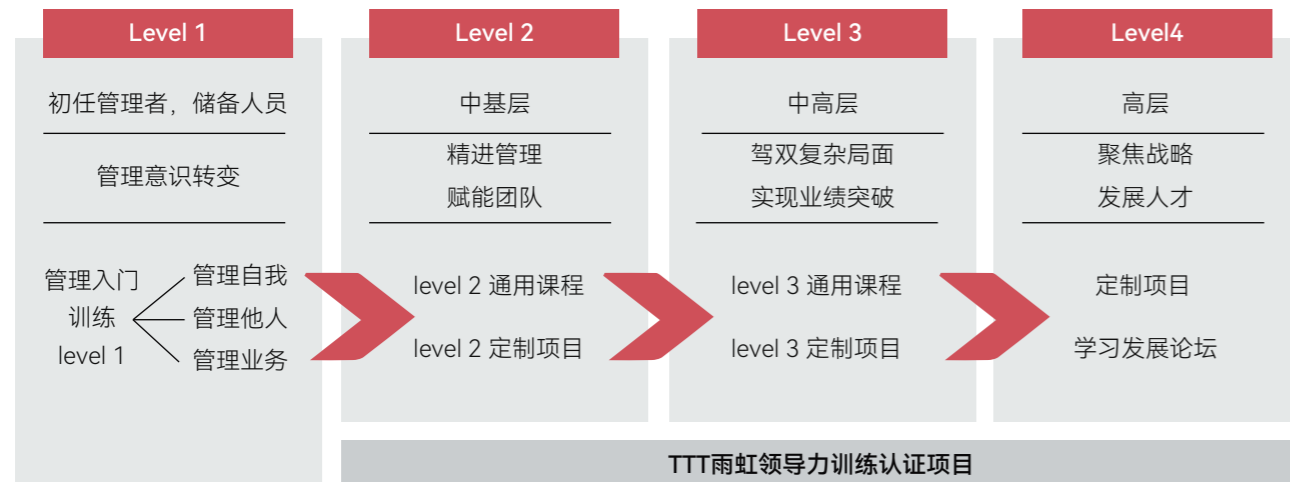 Level 1
初任管理者，储备人员
管理意识转变
管理入门
训练
level 1
管理自我
管理他人
管理业务
Level 2
中基层
精进管理
赋能团队
level 2 通用课程
level 2 定制项目
Level 3
中高层
驾双复杂局面
实现业绩突破
level 3 通用课程
level 3 定制项目
Level4
高层
聚焦战略
发展人才
定制项目
学习发展论坛
TTT雨虹领导力训练认证项目